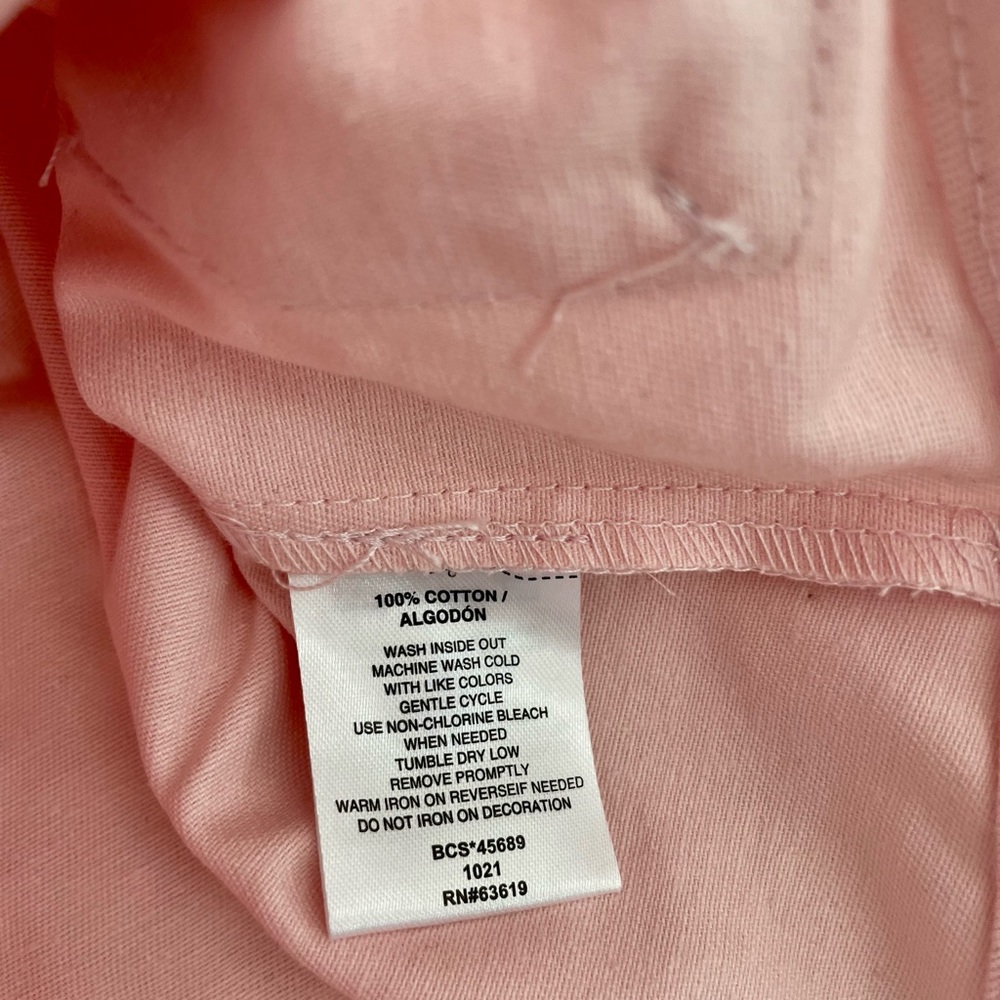 100% COTTON /
ALGODÓN
WASH INSIDE OUT
MACHINE WASH COLD
WITH LIKE COLORS
GENTLE CYCLE
USE NON-CHLORINE BLEACH
WHEN NEEDED
TUMBLE DRY LOW
REMOVE PROMPTLY
WARM IRON ON REVERSEIF NEEDED
DO NOT IRON ON DECORATION
BCS*45689
1021
RN#63619